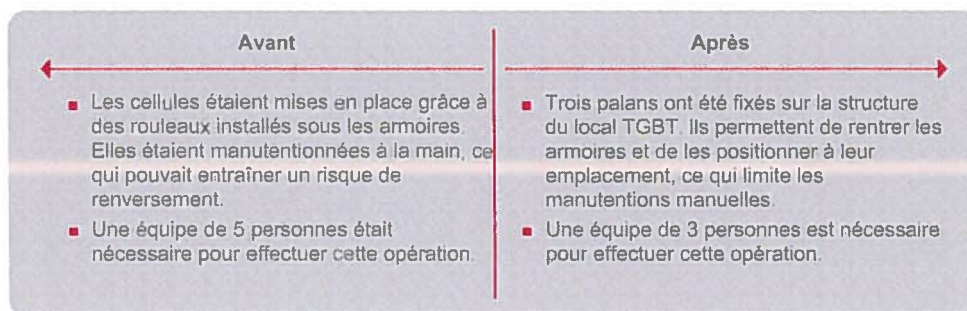 Avant
■ Les cellules étaient mises en place grâce à
des rouleaux installés sous les armoires.
Elles étaient manutentionnées à la main, ce
qui pouvait entraîner un risque de
renversement.
■ Une équipe de 5 personnes était
nécessaire pour effectuer cette opération.
Après
■ Trois palans ont été fixés sur la structure
du local TGBT. Ils permettent de rentrer les
armoires et de les positionner à leur
emplacement, ce qui limite les
manutentions manuelles.
■ Une équipe de 3 personnes est nécessaire
pour effectuer cette opération.